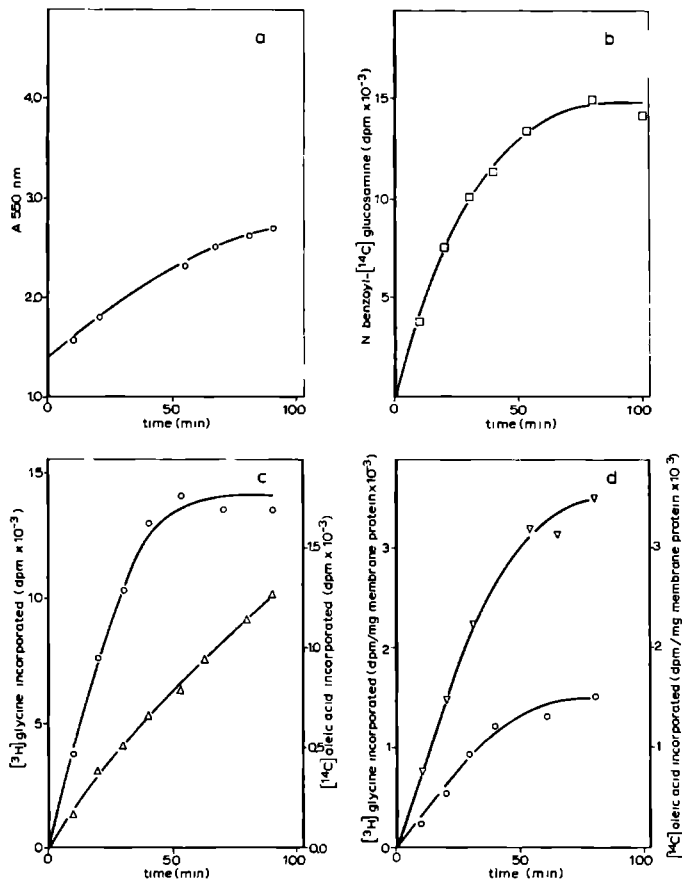 a
A 550 nm
4.0
3.0
2.0
1.0
50
100
time (min)
b
N benzoyl-[¹⁴C] glucosamine (dpm x10⁻³)
15
10
5
50
100
time (min)
c
[³H] glycine incorporated (dpm x 10⁻³)
15
10
5
0
[¹⁴C] oleic acid incorporated (dpm x 10⁻³)
1.5
1.0
0.5
0.0
0
50
100
time (min)
d
[³H] glycine incorporated (dpm/mg membrane protein x10⁻³)
3
2
1
0
[¹⁴C] oleic acid incorporated (dpm / mg membrane protein x 10⁻³)
3
2
1
0
50
100
time (min)